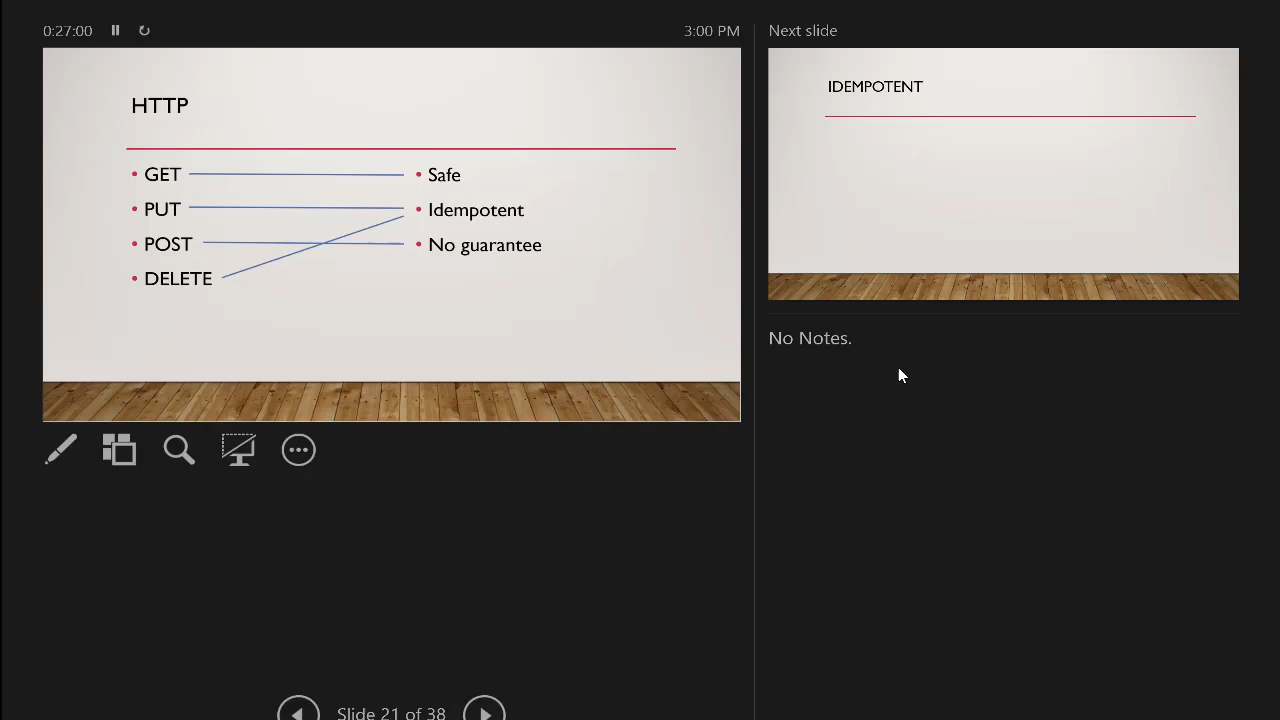 0:27:00
3:00 PM
Next slide
HTTP
• GET
• PUT
• POST
• DELETE
• Safe
• Idempotent
• No guarantee
IDEMPOTENT
No Notes.
Slide 21 of 38